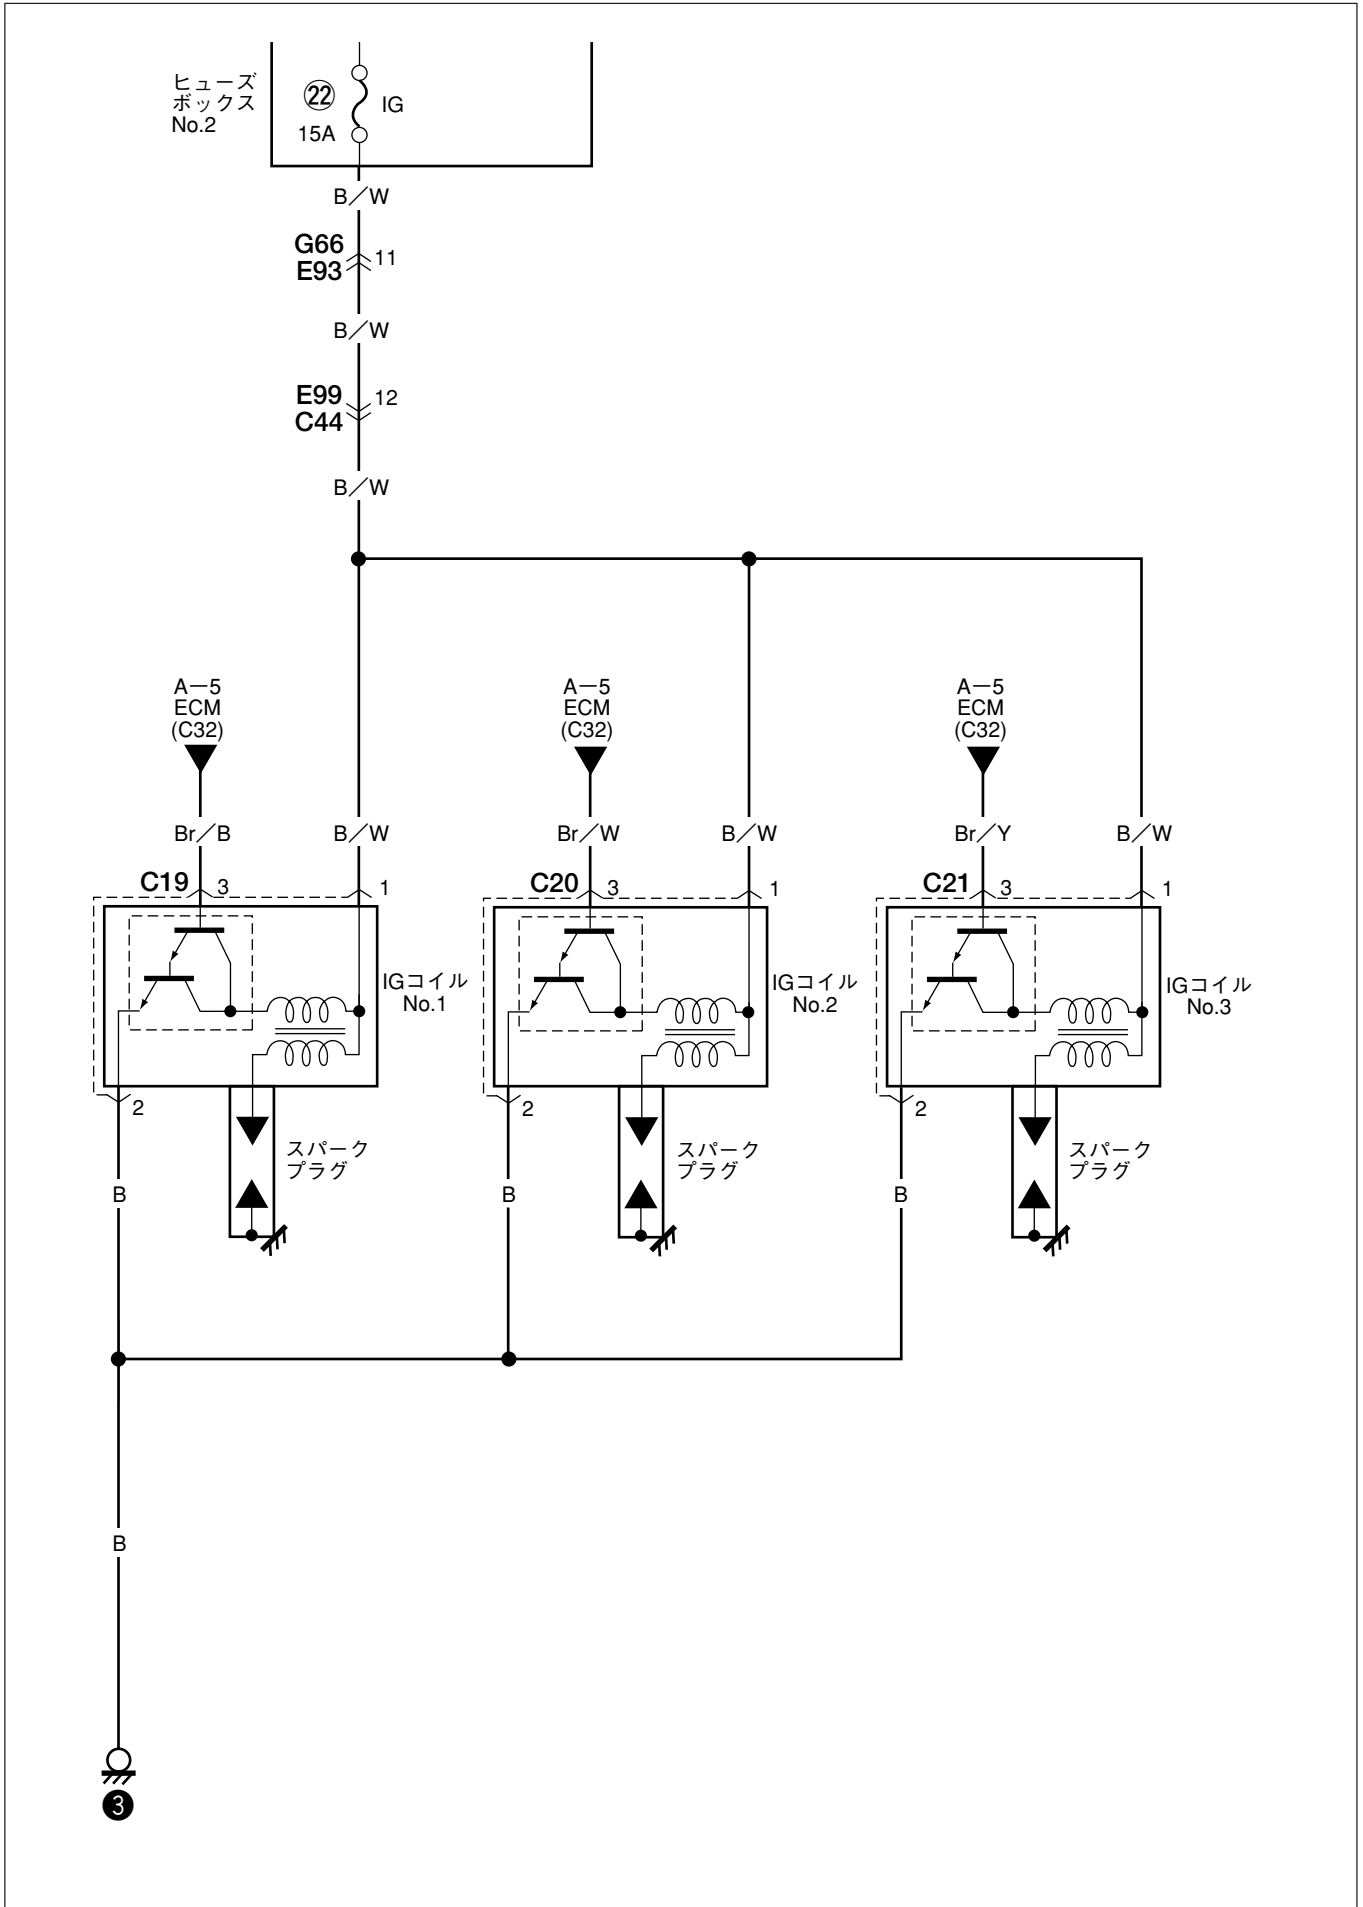 ヒューズ
ボックス
No.2
22
15A
IG
B/W
G66
E93
11
B/W
E99
C44
12
B/W
A-5
ECM
(C32)
A-5
ECM
(C32)
A-5
ECM
(C32)
Br/B
B/W
Br/W
B/W
Br/Y
B/W
C19
3
1
C20
3
1
C21
3
1
IGコイル
No.1
IGコイル
No.2
IGコイル
No.3
2
2
2
スパーク
プラグ
スパーク
プラグ
スパーク
プラグ
B
B
B
B
3